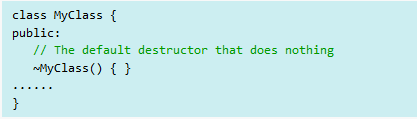 class MyClass {
public:
// The default destructor that does nothing
~MyClass() { }
......
}